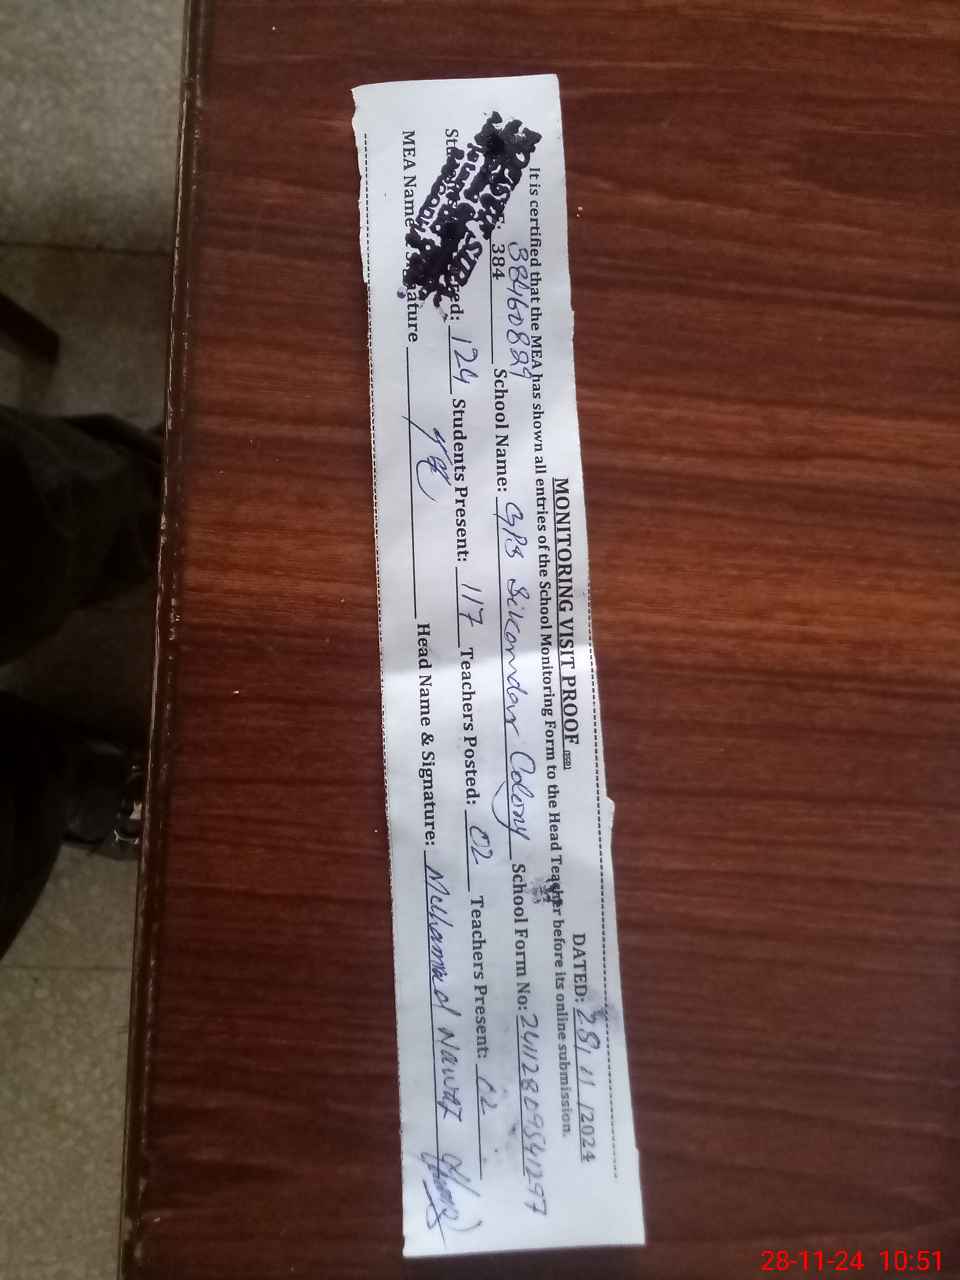 MONITORING VISIT PROOF
DATED: 28/11/2024
It is certified that the MEA has shown all entries of the School Monitoring Form to the Head Teacher before its online submission.
38460829
384 School Name: GPS Sikandar Colony School Form No: 24112809541297
Students Present: 117 Teachers Posted: 02 Teachers Present: 02
124
MEA Name Signature Head Name & Signature: Muhammad Nawaz
28-11-24 10:51